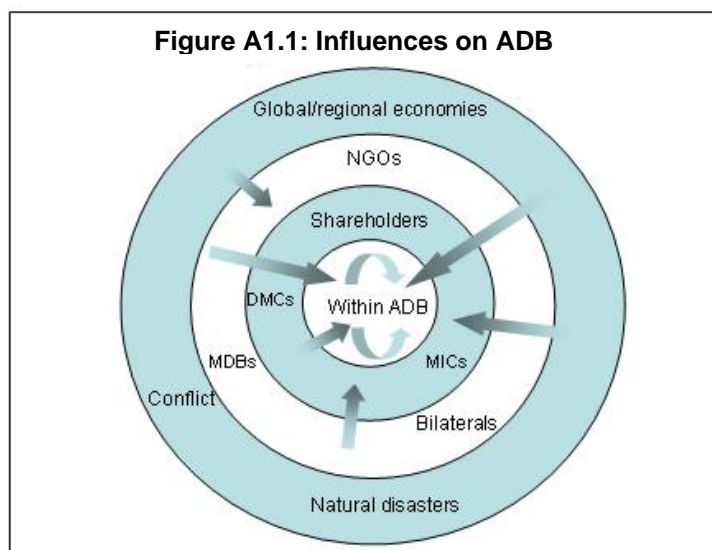 Figure A1.1: Influences on ADB
Global/regional economies
NGOs
Shareholders
DMCs
Within ADB
MDBs
MICs
Conflict
Bilaterals
Natural disasters